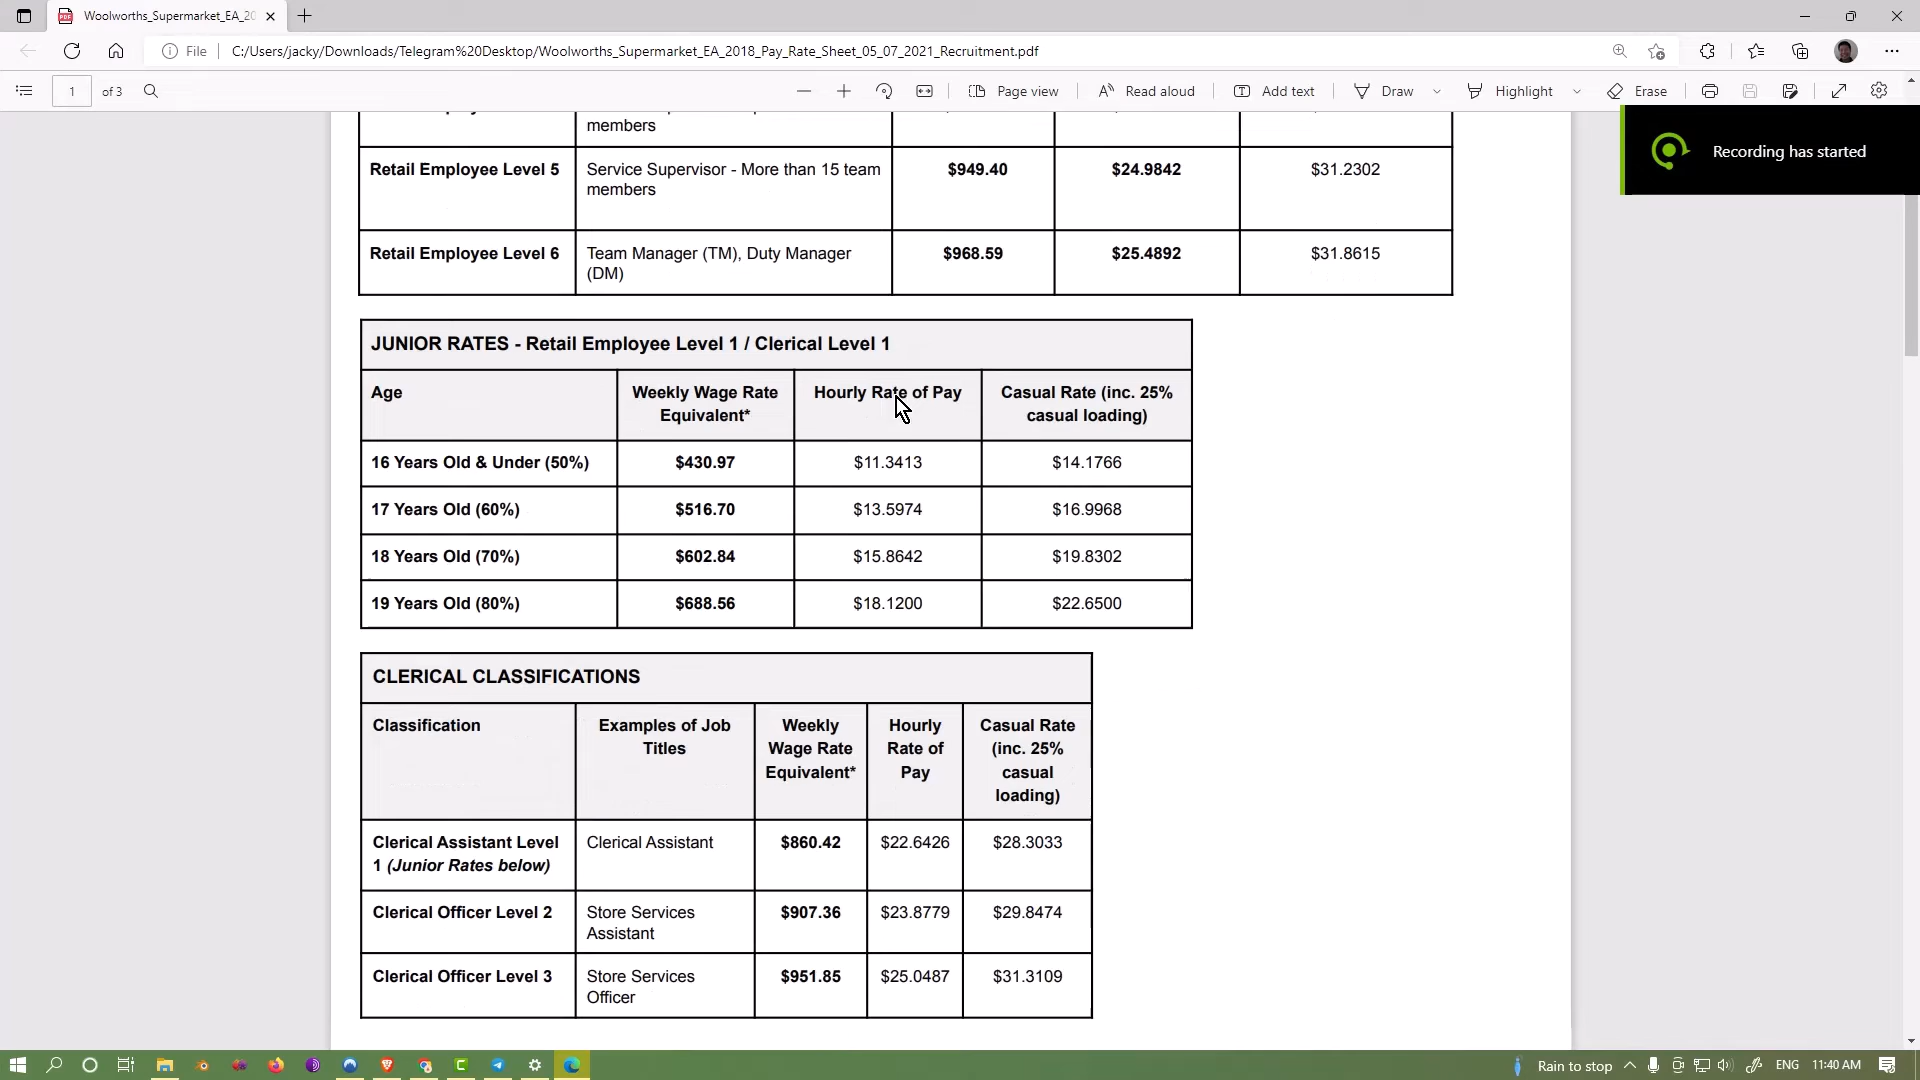 Woolworths_Supermarket_EA_20
File
C:/Users/jacky/Downloads/Telegram%20Desktop/Woolworths_Supermarket_EA_2018_Pay_Rate_Sheet_05_07_2021_Recruitment.pdf
1 of 3
Page view
Read aloud
Add text
Draw
Highlight
Erase
Recording has started
members
Retail Employee Level 5 Service Supervisor - More than 15 team $949.40 $24.9842 $31.2302
members
Retail Employee Level 6 Team Manager (TM), Duty Manager $968.59 $25.4892 $31.8615
(DM)
JUNIOR RATES - Retail Employee Level 1 / Clerical Level 1
Age Weekly Wage Rate Hourly Rate of Pay Casual Rate (inc. 25%
Equivalent* casual loading)
16 Years Old & Under (50%) $430.97 $11.3413 $14.1766
17 Years Old (60%) $516.70 $13.5974 $16.9968
18 Years Old (70%) $602.84 $15.8642 $19.8302
19 Years Old (80%) $688.56 $18.1200 $22.6500
CLERICAL CLASSIFICATIONS
Classification Examples of Job Weekly Hourly Casual Rate
Titles Wage Rate Rate of (inc. 25%
Equivalent* Pay casual
loading)
Clerical Assistant Level Clerical Assistant $860.42 $22.6426 $28.3033
1 (Junior Rates below)
Clerical Officer Level 2 Store Services $907.36 $23.8779 $29.8474
Assistant
Clerical Officer Level 3 Store Services $951.85 $25.0487 $31.3109
Officer
Rain to stop
ENG
11:40 AM